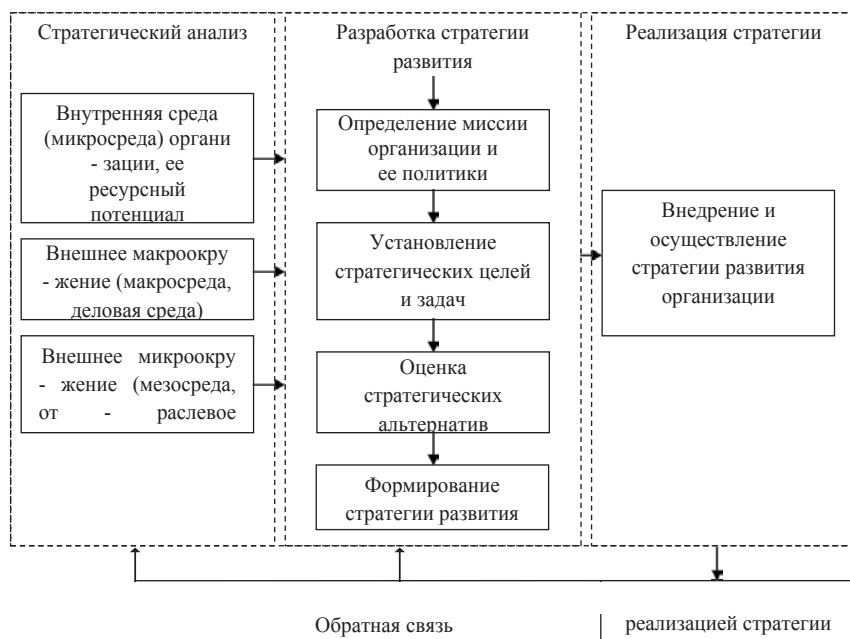 Стратегический анализ
Внутренняя среда
(микросреда) органи
- зации, ее
ресурсный
потенциал
Внешнее макроокру
- жение (макросреда,
деловая среда)
Внешнее микроокру
- жение (мезосреда,
от - раслевое
Разработка стратегии
развития
Определение миссии
организации и
ее политики
Установление
стратегических целей
и задач
Оценка
стратегических
альтернатив
Формирование
стратегии развития
Реализация стратегии
Внедрение и
осуществление
стратегии развития
организации
Обратная связь
реализацией стратегии